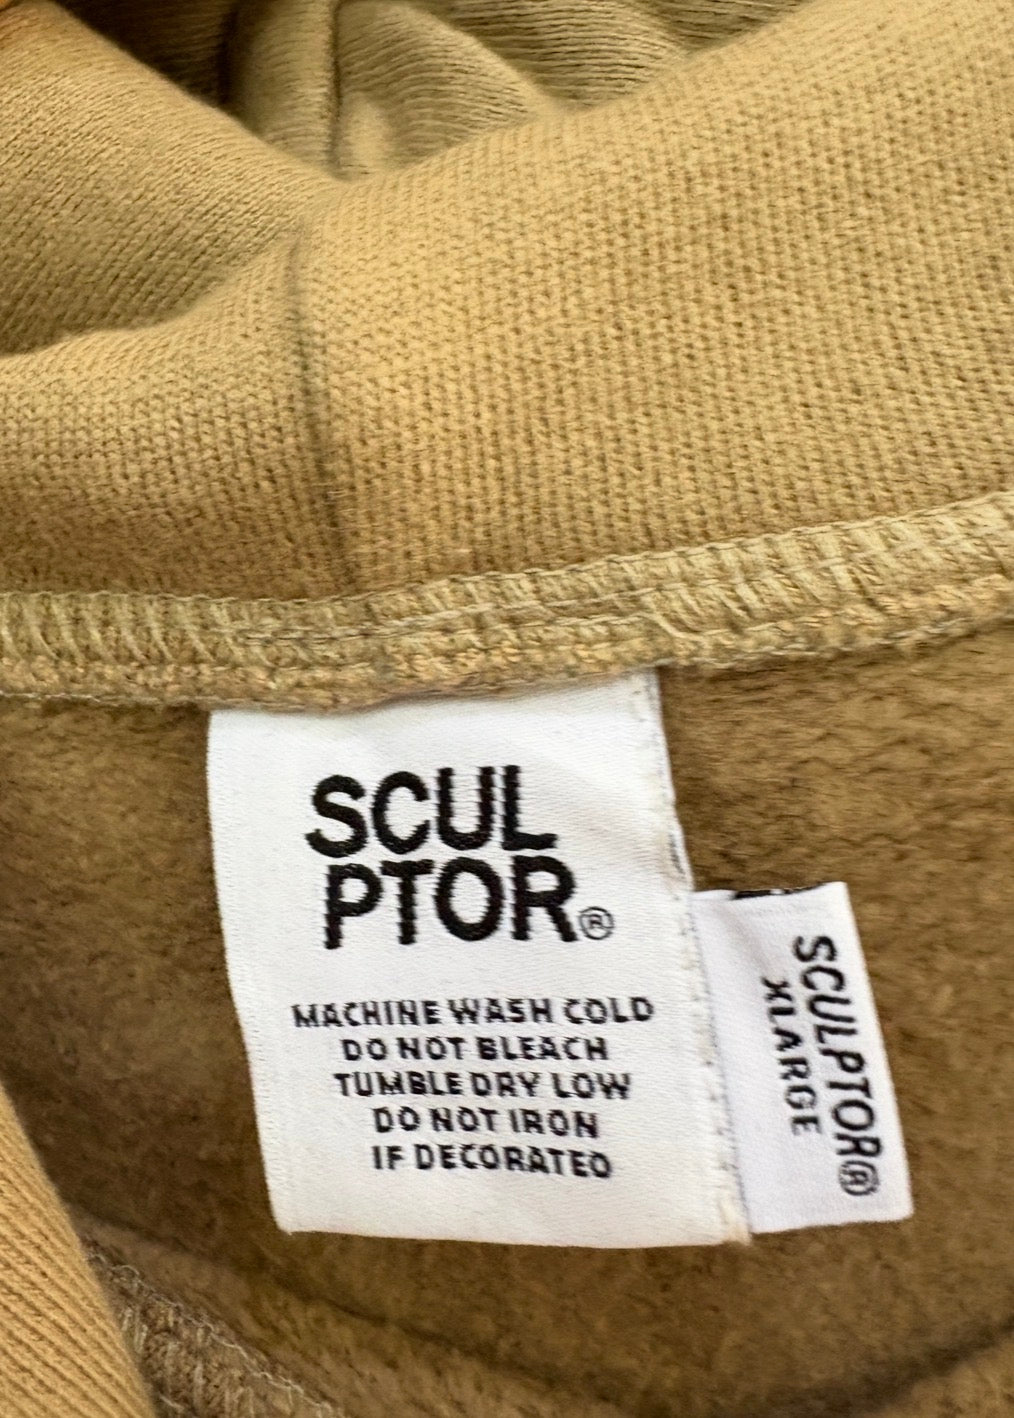 SCUL
PTOR®
MACHINE WASH COLD
DO NOT BLEACH
TUMBLE DRY LOW
DO NOT IRON
IF DECORATED
SCULPTOR®
XLARGE